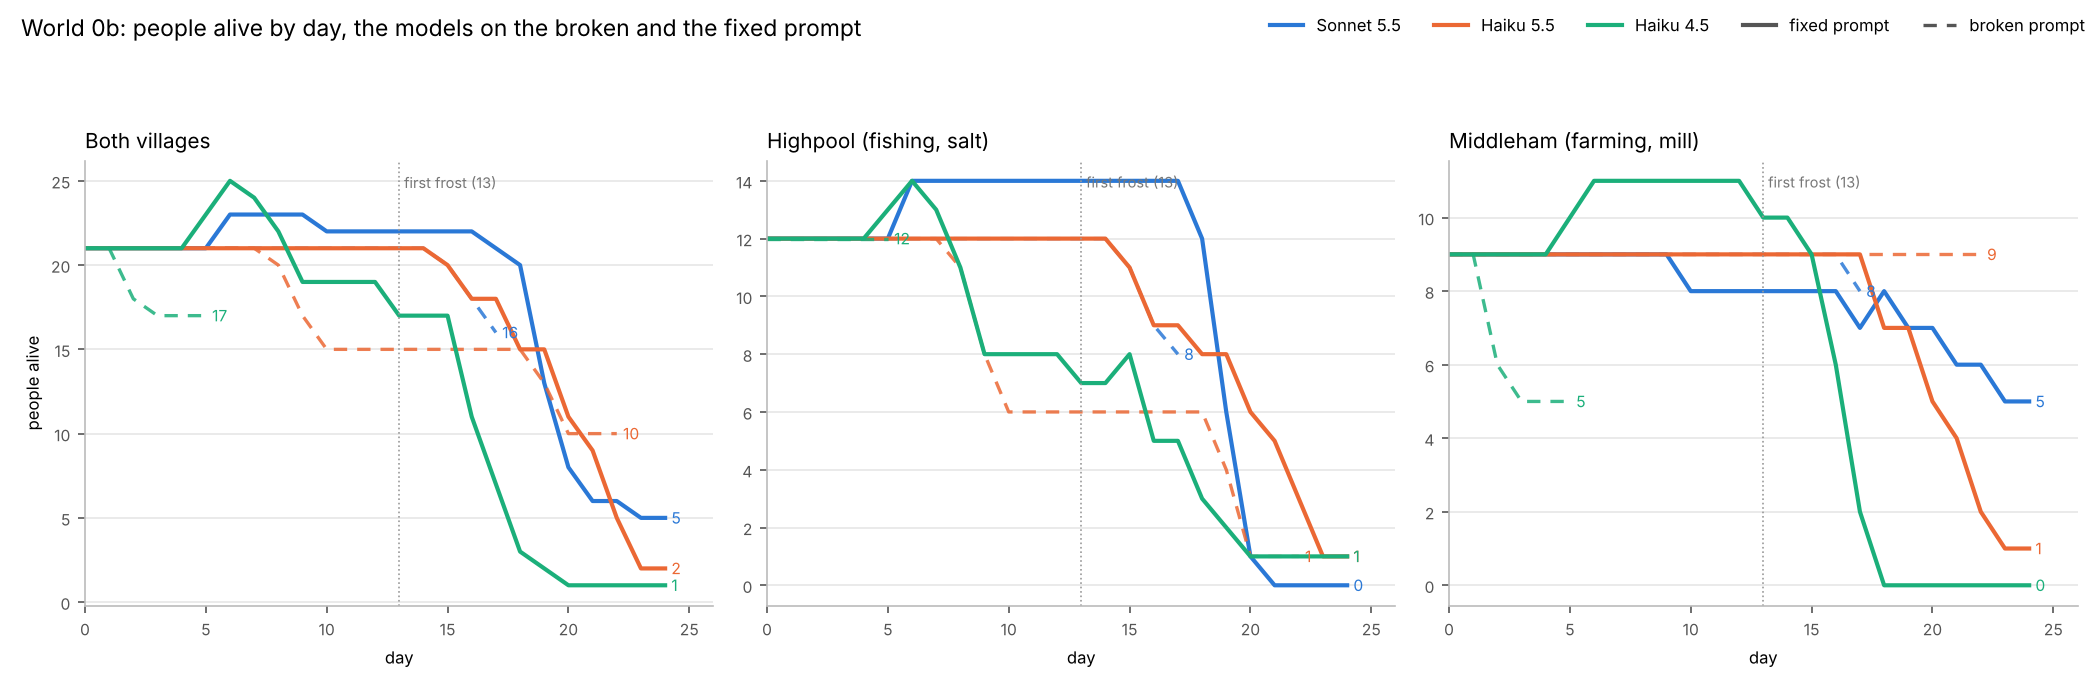 World 0b: people alive by day, the models on the broken and the fixed prompt
Sonnet 5.5 Haiku 5.5 Haiku 4.5 fixed prompt broken prompt
Both villages
first frost (13)
25
20
15
10
5
0
17
16
10
5
2
1
people alive
0 5 10 15 20 25
day
Highpool (fishing, salt)
first frost (13)
14
12
10
8
6
4
2
0
12
8
1
1
0
0 5 10 15 20 25
day
Middleham (farming, mill)
first frost (13)
10
8
6
4
2
0
9
8
5
5
1
0
0 5 10 15 20 25
day